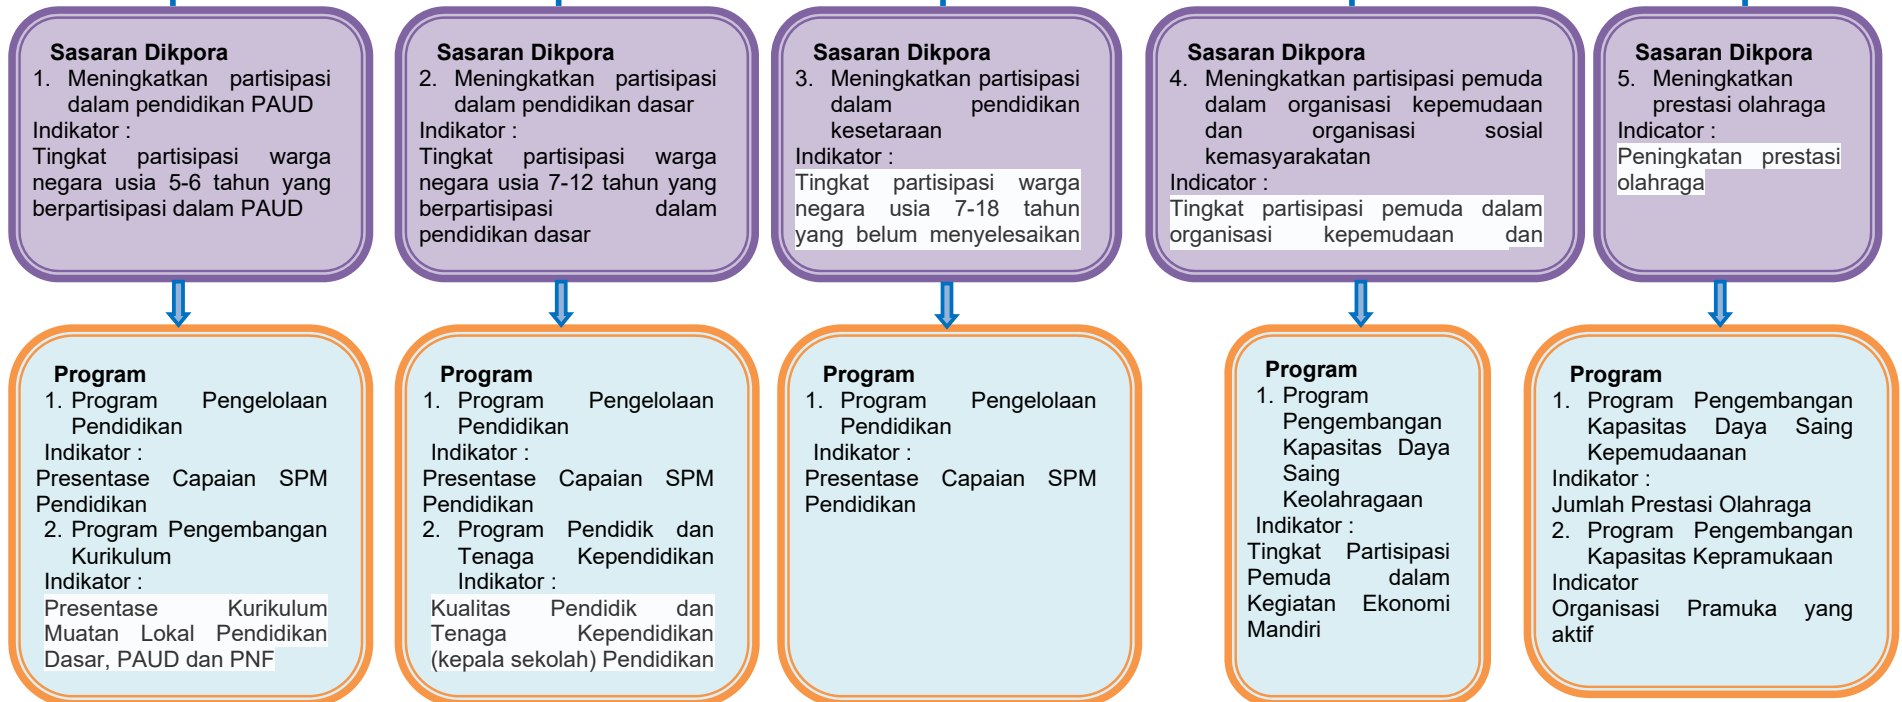 Sasaran Dikpora
1. Meningkatkan partisipasi
dalam pendidikan PAUD
Indikator :
Tingkat partisipasi warga
negara usia 5-6 tahun yang
berpartisipasi dalam PAUD
Sasaran Dikpora
2. Meningkatkan partisipasi
dalam pendidikan dasar
Indikator :
Tingkat partisipasi warga
negara usia 7-12 tahun yang
berpartisipasi dalam
pendidikan dasar
Sasaran Dikpora
3. Meningkatkan partisipasi
dalam pendidikan
kesetaraan
Indikator :
Tingkat partisipasi warga
negara usia 7-18 tahun
yang belum menyelesaikan
Sasaran Dikpora
4. Meningkatkan partisipasi pemuda
dalam organisasi kepemudaan
dan organisasi sosial
kemasyarakatan
Indicator :
Tingkat partisipasi pemuda dalam
organisasi kepemudaan dan
Sasaran Dikpora
5. Meningkatkan
prestasi olahraga
Indicator :
Peningkatan prestasi
olahraga
Program
1. Program Pengelolaan
Pendidikan
Indikator :
Presentase Capaian SPM
Pendidikan
2. Program Pengembangan
Kurikulum
Indikator :
Presentase Kurikulum
Muatan Lokal Pendidikan
Dasar, PAUD dan PNF
Program
1. Program Pengelolaan
Pendidikan
Indikator :
Presentase Capaian SPM
Pendidikan
2. Program Pendidik dan
Tenaga Kependidikan
Indikator :
Kualitas Pendidik dan
Tenaga Kependidikan
(kepala sekolah) Pendidikan
Program
1. Program Pengelolaan
Pendidikan
Indikator :
Presentase Capaian SPM
Pendidikan
Program
1. Program
Pengembangan
Kapasitas Daya
Saing
Keolahragaan
Indikator :
Tingkat Partisipasi
Pemuda dalam
Kegiatan Ekonomi
Mandiri
Program
1. Program Pengembangan
Kapasitas Daya Saing
Kepemudaanan
Indikator :
Jumlah Prestasi Olahraga
2. Program Pengembangan
Kapasitas Kepramukaan
Indicator
Organisasi Pramuka yang
aktif